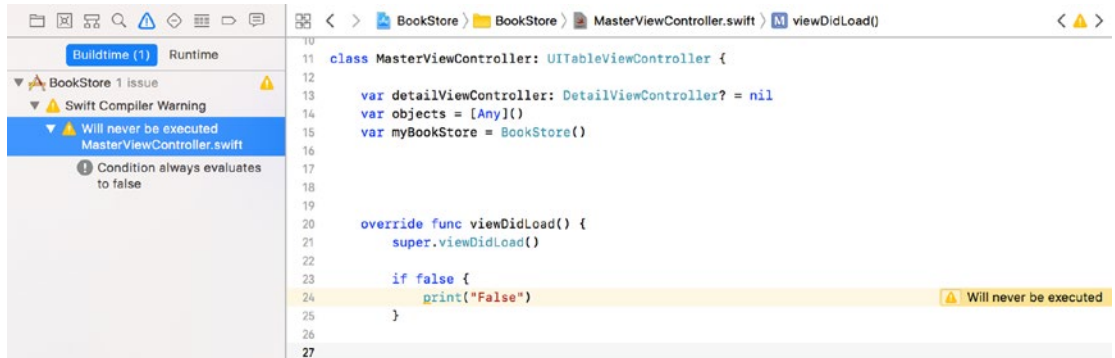 BookStore 〉 BookStore 〉 MasterViewController.swift 〉 M viewDidLoad()
Buildtime (1) Runtime
BookStore 1 issue
Swift Compiler Warning
Will never be executed
MasterViewController.swift
Condition always evaluates
to false
10
11 class MasterViewController: UITableViewController {
12
13 var detailViewController: DetailViewController? = nil
14 var objects = [Any]()
15 var myBookStore = BookStore()
16
17
18
19
20 override func viewDidLoad() {
21 super.viewDidLoad()
22
23 if false {
24 print("False") Will never be executed
25 }
26
27